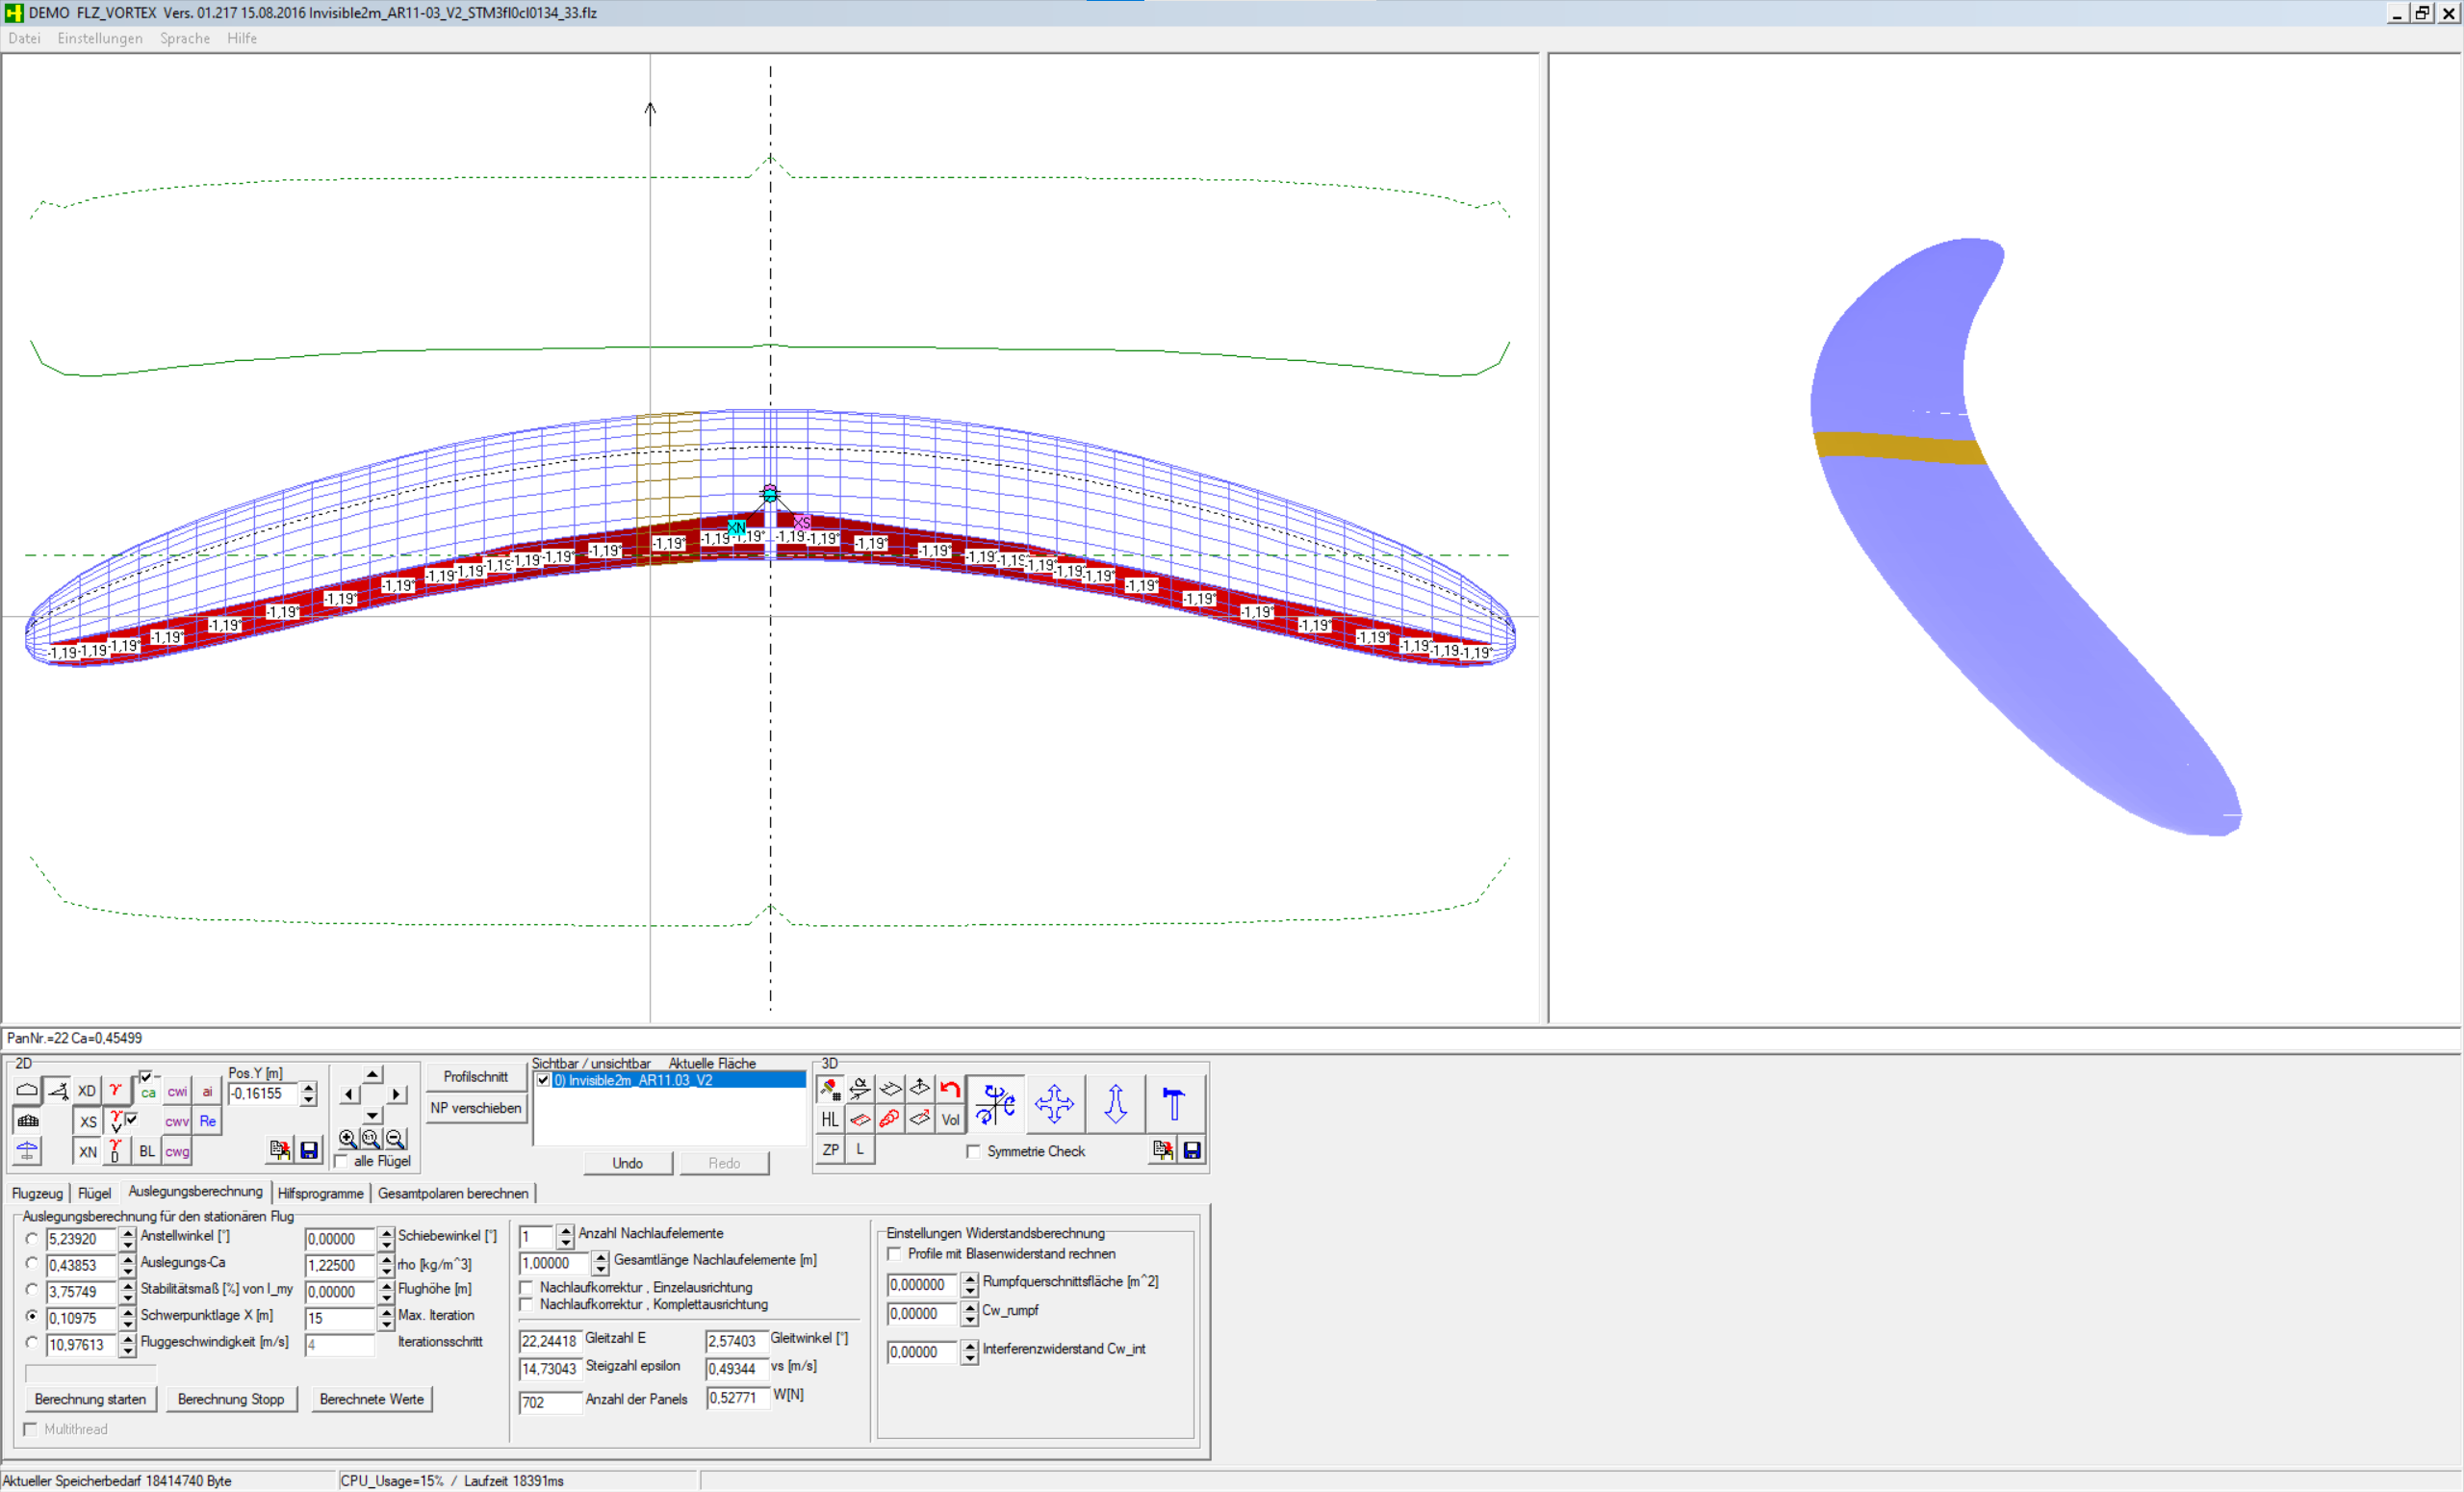 DEMO FLZ_VORTEX Vers. 01.217 15.08.2016 Invisible2m_AR11-03_V2_STM3fl0cl0134_33.flz
Datei Einstellungen Sprache Hilfe
XN XS
-1,19 -1,19° -1,19 -1,19°
-1,19° -1,19° -1,19° -1,19°
-1,19° -1,19° -1,19 -1,19 -1,19 -1,19 -1,19° -1,19° -1,19 -1,19
-1,19° -1,19° -1,19° -1,19°
-1,19° -1,19° -1,19° -1,19°
-1,19° -1,19° -1,19° -1,19°
-1,19 -1,19 -1,19° -1,19 -1,19 -1,19°
PanNr.=22 Ca=0,45499
2D
Pos.Y [m]
XD γ ca cwi ai -0,16155
XS γ V cwv Re
XN γ D BL cwg
alle Flügel
Profilschnitt
NP verschieben
Sichtbar / unsichtbar Aktuelle Fläche
0) Invisible2m_AR11.03_V2
Undo Redo
3D
α
HL Vol
ZP L Symmetrie Check
Flugzeug Flügel Auslegungsberechnung Hilfsprogramme Gesamtpolaren berechnen
Auslegungsberechnung für den stationären Flug
5,23920 Anstellwinkel [°] 0,00000 Schiebewinkel [°]
0,43853 Auslegungs-Ca 1,22500 rho [kg/m^3]
3,75749 Stabilitätsmaß [%] von l_my 0,00000 Flughöhe [m]
0,10975 Schwerpunktlage X [m] 15 Max. Iteration
10,97613 Fluggeschwindigkeit [m/s] 4 Iterationsschritt
Berechnung starten Berechnung Stopp Berechnete Werte
Multithread
1 Anzahl Nachlaufelemente
1,00000 Gesamtlänge Nachlaufelemente [m]
Nachlaufkorrektur , Einzelausrichtung
Nachlaufkorrektur , Komplettausrichtung
22,24418 Gleitzahl E 2,57403 Gleitwinkel [°]
14,73043 Steigzahl epsilon 0,49344 vs [m/s]
702 Anzahl der Panels 0,52771 W[N]
Einstellungen Widerstandsberechnung
Profile mit Blasenwiderstand rechnen
0,000000 Rumpfquerschnittsfläche [m^2]
0,00000 Cw_rumpf
0,00000 Interferenzwiderstand Cw_int
Aktueller Speicherbedarf 18414740 Byte CPU_Usage=15% / Laufzeit 18391ms